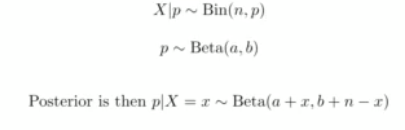 X|p ~ Bin(n, p)
p ~ Beta(a, b)
Posterior is then p|X = x ~ Beta(a + x, b + n − x)